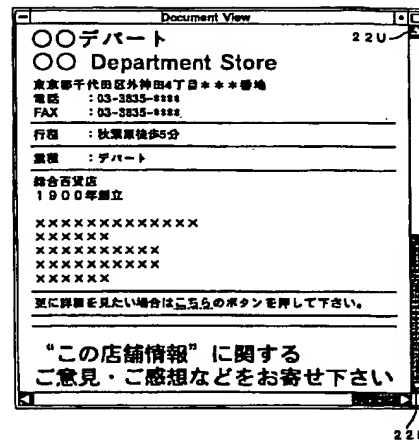 Document View
22U
○○デパート
○○ Department Store
東京都千代田区外神田4丁目＊＊＊番地
電話 :03-3835-****
FAX :03-3835-****
行程 :秋葉原徒歩5分
業種 :デパート
総合百貨店
1900年創立
×××××××××××××
××××××
××××××××××
××××××××××
××××××
更に詳細を見たい場合はこちらのボタンを押して下さい。
“この店舗情報”に関する
ご意見・ご感想などをお寄せ下さい